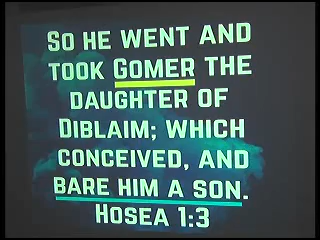 So he went and
took Gomer the
daughter of
Diblaim; which
conceived, and
bare him a son.
Hosea 1:3